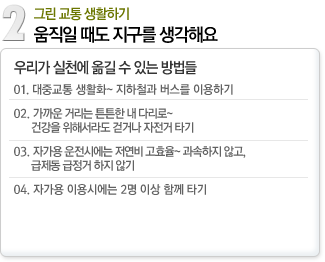 2 그린 교통 생활하기
움직일 때도 지구를 생각해요
우리가 실천에 옮길 수 있는 방법들
01. 대중교통 생활화~ 지하철과 버스를 이용하기
02. 가까운 거리는 튼튼한 내 다리로~
건강을 위해서라도 걷거나 자전거 타기
03. 자가용 운전시에는 저연비 고효율~ 과속하지 않고,
급제동 급정거 하지 않기
04. 자가용 이용시에는 2명 이상 함께 타기